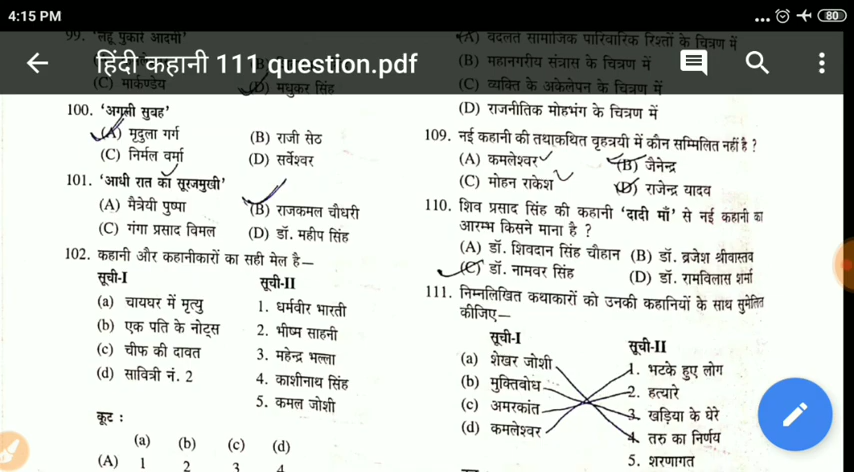 4:15 PM
80
हिंदी कहानी 111 question.pdf
99. 'लहू पुकारे आदमी'
(C) मार्कण्डेय
(D) मधुकर सिंह
100. 'अगली सुबह'
(A) मृदुला गर्ग
(B) राजी सेठ
(C) निर्मल वर्मा
(D) सर्वेश्वर
101. 'आधी रात का सूरजमुखी'
(A) मैत्रेयी पुष्पा
(B) राजकमल चौधरी
(C) गंगा प्रसाद विमल
(D) डॉ. महीप सिंह
102. कहानी और कहानीकारों का सही मेल है—
सूची-I
सूची-II
(a) चायघर में मृत्यु
1. धर्मवीर भारती
(b) एक पति के नोट्स
2. भीष्म साहनी
(c) चीफ की दावत
3. महेन्द्र भल्ला
(d) सावित्री नं. 2
4. काशीनाथ सिंह
5. कमल जोशी
कूट :
(a) (b) (c) (d)
(A) 1 2 3 4
(A) बदलते सामाजिक पारिवारिक रिश्तों के चित्रण में
(B) महानगरीय संत्रास के चित्रण में
(C) व्यक्ति के अकेलेपन के चित्रण में
(D) राजनीतिक मोहभंग के चित्रण में
109. नई कहानी की तथाकथित वृहत्रयी में कौन सम्मिलित नहीं है ?
(A) कमलेश्वर
(B) जैनेन्द्र
(C) मोहन राकेश
(D) राजेन्द्र यादव
110. शिव प्रसाद सिंह की कहानी 'दादी माँ' से नई कहानी का
आरम्भ किसने माना है ?
(A) डॉ. शिवदान सिंह चौहान
(B) डॉ. ब्रजेश श्रीवास्तव
(C) डॉ. नामवर सिंह
(D) डॉ. रामविलास शर्मा
111. निम्नलिखित कथाकारों को उनकी कहानियों के साथ सुमेलित
कीजिए—
सूची-I
सूची-II
(a) शेखर जोशी
1. भटके हुए लोग
(b) मुक्तिबोध
2. हत्यारे
(c) अमरकांत
3. खड़िया के घेरे
(d) कमलेश्वर
4. तरु का निर्णय
5. शरणागत